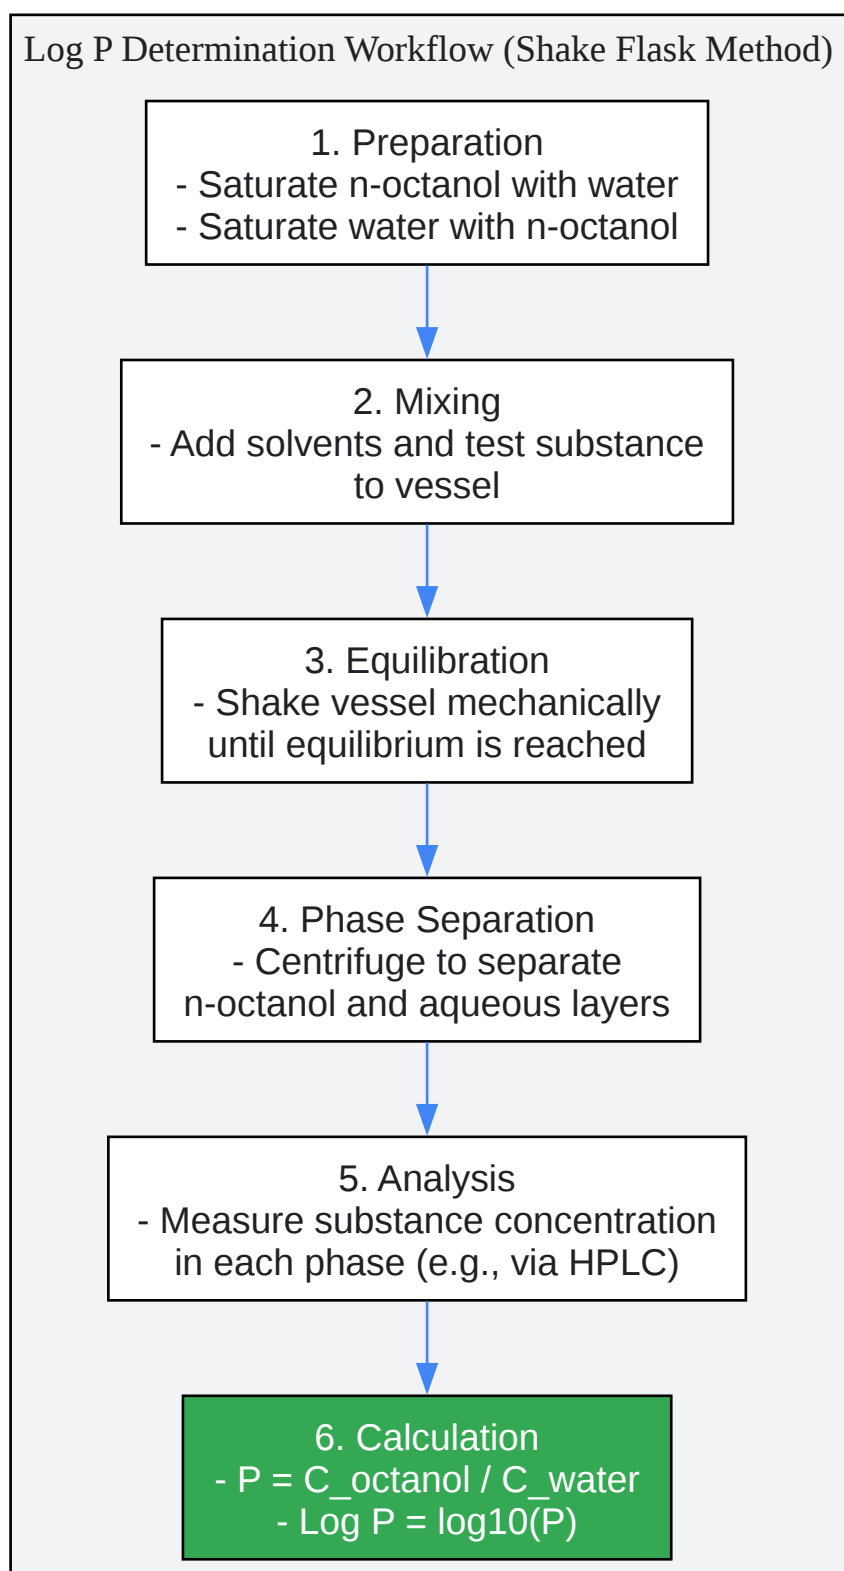 Log P Determination Workflow (Shake Flask Method)
1. Preparation
- Saturate n-octanol with water
- Saturate water with n-octanol
2. Mixing
- Add solvents and test substance
to vessel
3. Equilibration
- Shake vessel mechanically
until equilibrium is reached
4. Phase Separation
- Centrifuge to separate
n-octanol and aqueous layers
5. Analysis
- Measure substance concentration
in each phase (e.g., via HPLC)
6. Calculation
- P = C_octanol / C_water
- Log P = log10(P)